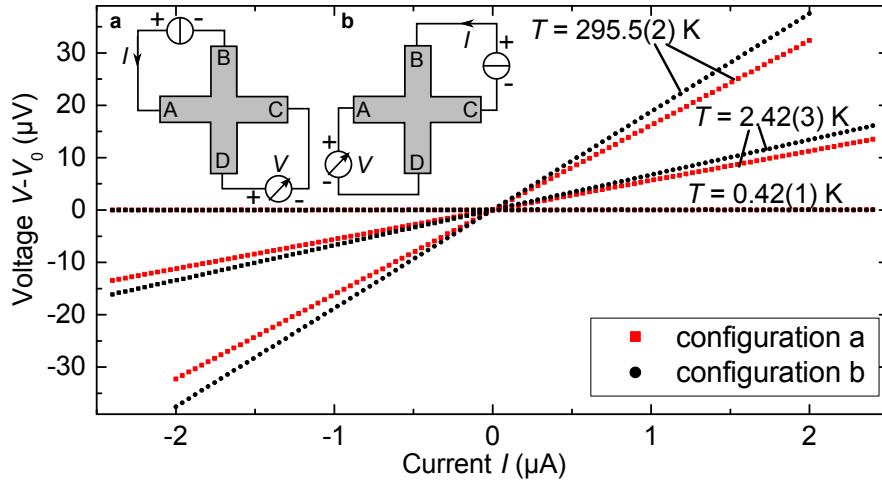 a
+ -
I
B
A
C
D
V
+ -
b
I
+
-
B
A
C
D
+
V
-
T = 295.5(2) K
T = 2.42(3) K
T = 0.42(1) K
30
20
10
0
-10
-20
-30
Voltage V-V0 (µV)
configuration a
configuration b
-2 -1 0 1 2
Current I (µA)